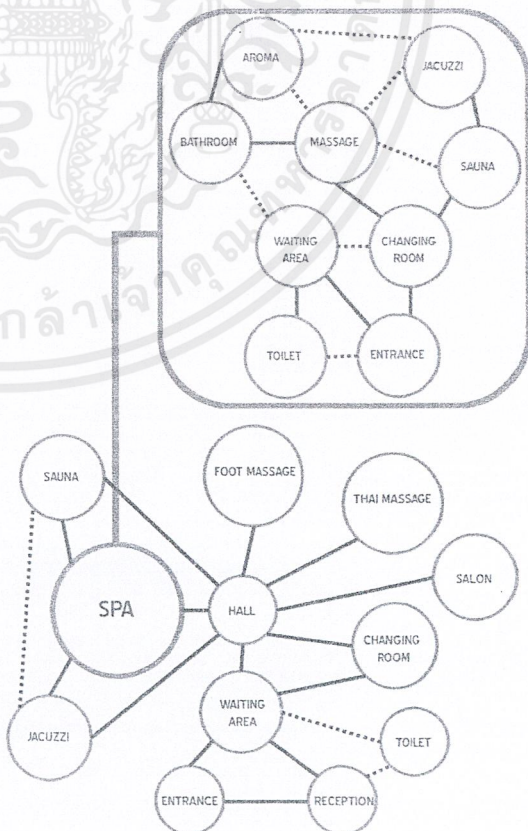 AROMA
JACUZZI
BATHROOM
MASSAGE
SAUNA
WAITING
AREA
CHANGING
ROOM
TOILET
ENTRANCE
SAUNA
FOOT MASSAGE
THAI MASSAGE
SALON
SPA
HALL
CHANGING
ROOM
WAITING
AREA
JACUZZI
TOILET
ENTRANCE
RECEPTION